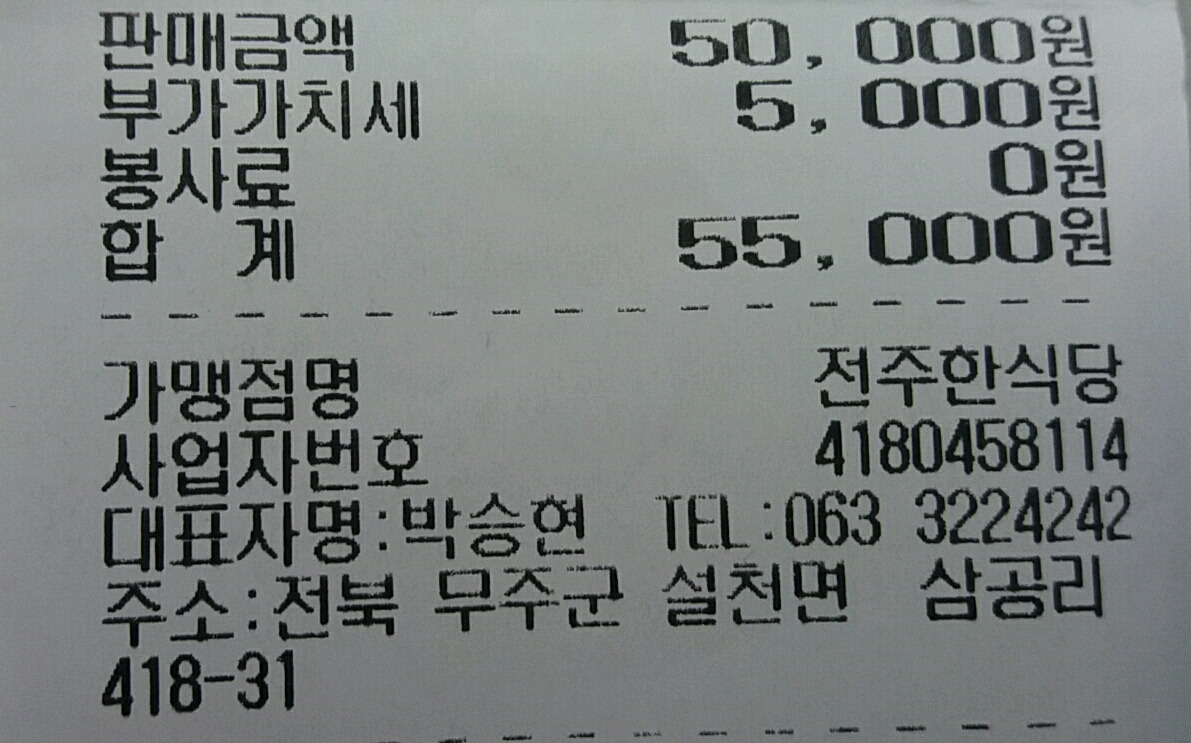 판매금액 50,000원
부가가치세 5,000원
봉사료 0원
합 계 55,000원
가맹점명 전주한식당
사업자번호 4180458114
대표자명:박승현 TEL:063 3224242
주소:전북 무주군 설천면 삼공리
418-31